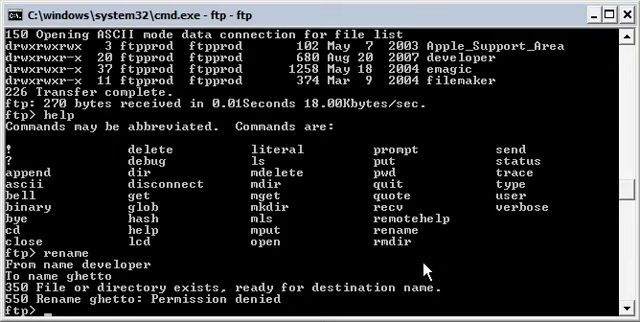 C:\windows\system32\cmd.exe - ftp - ftp
150 Opening ASCII mode data connection for file list
drwxrwxrwx   3 ftpprod  ftpprod       102 May  7  2003 Apple_Support_Area
drwxrwxr-x  20 ftpprod  ftpprod       680 Aug 20  2007 developer
drwxrwxr-x  37 ftpprod  ftpprod      1258 May 18  2004 emagic
drwxrwxr-x  11 ftpprod  ftpprod       374 Mar  9  2004 filemaker
226 Transfer complete.
ftp: 270 bytes received in 0.01Seconds 18.00Kbytes/sec.
ftp> help
Commands may be abbreviated.  Commands are:
!               delete          literal         prompt          send
?               debug           ls              put             status
append          dir             mdelete         pwd             trace
ascii           disconnect      mdir            quit            type
bell            get             mget            quote           user
binary          glob            mkdir           recv            verbose
bye             hash            mls             remotehelp
cd              help            mput            rename
close           lcd             open            rmdir
ftp> rename
From name developer
To name ghetto
350 File or directory exists, ready for destination name.
550 Rename ghetto: Permission denied
ftp> _